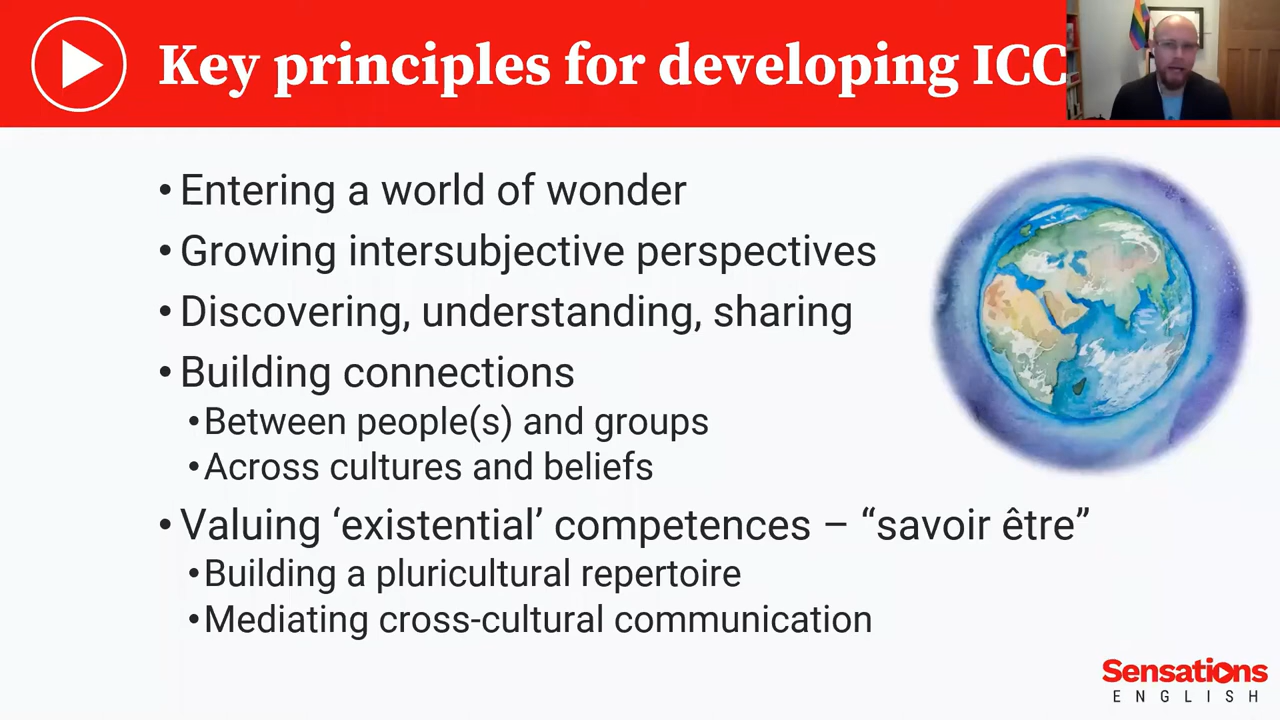 Key principles for developing ICC
• Entering a world of wonder
• Growing intersubjective perspectives
• Discovering, understanding, sharing
• Building connections
• Between people(s) and groups
• Across cultures and beliefs
• Valuing ‘existential’ competences – “savoir être”
• Building a pluricultural repertoire
• Mediating cross-cultural communication
Sensations
ENGLISH